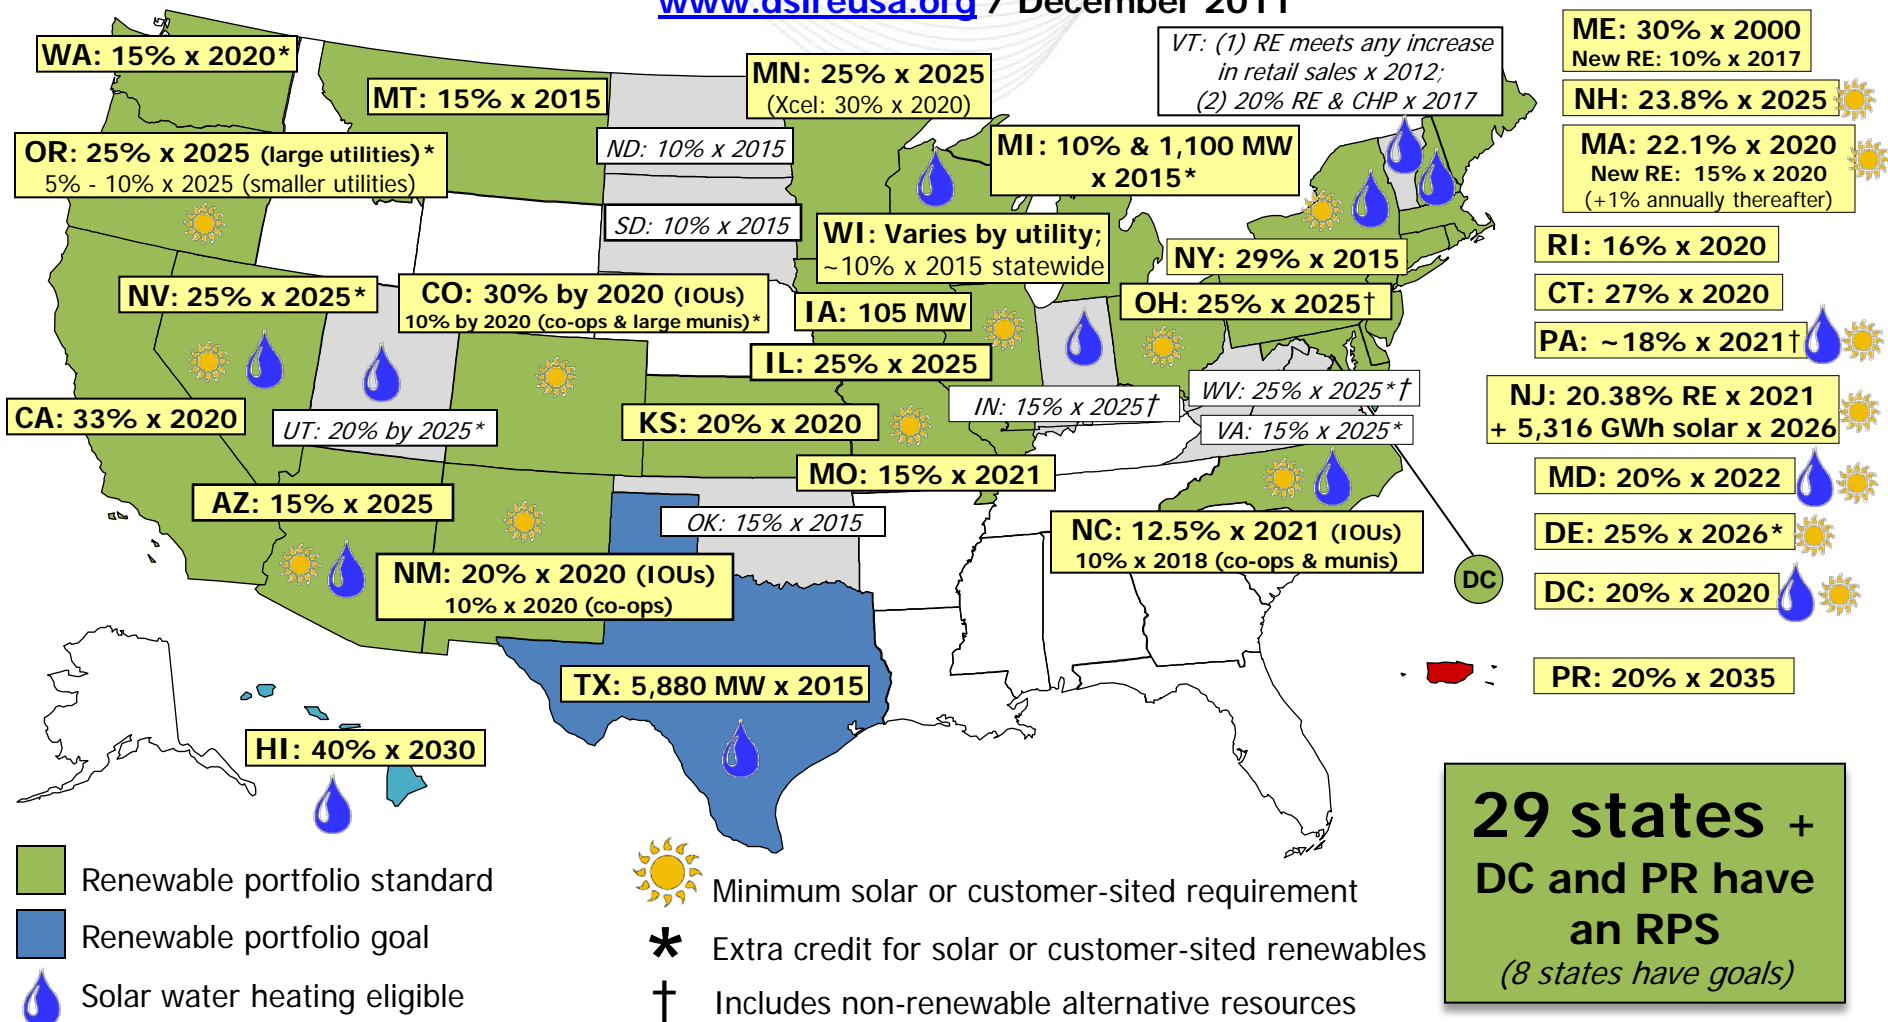 www.dsireusa.org / December 2011
WA: 15% x 2020*
MT: 15% x 2015
MN: 25% x 2025
(Xcel: 30% x 2020)
VT: (1) RE meets any increase
in retail sales x 2012;
(2) 20% RE & CHP x 2017
ME: 30% x 2000
New RE: 10% x 2017
NH: 23.8% x 2025
OR: 25% x 2025 (large utilities)*
5% - 10% x 2025 (smaller utilities)
ND: 10% x 2015
MI: 10% & 1,100 MW
x 2015*
MA: 22.1% x 2020
New RE: 15% x 2020
(+1% annually thereafter)
SD: 10% x 2015
WI: Varies by utility;
~10% x 2015 statewide
NY: 29% x 2015
RI: 16% x 2020
NV: 25% x 2025*
CO: 30% by 2020 (IOUs)
10% by 2020 (co-ops & large munis)*
IA: 105 MW
OH: 25% x 2025†
CT: 27% x 2020
IL: 25% x 2025
PA: ~18% x 2021†
CA: 33% x 2020
UT: 20% by 2025*
KS: 20% x 2020
IN: 15% x 2025†
WV: 25% x 2025*†
VA: 15% x 2025*
NJ: 20.38% RE x 2021
+ 5,316 GWh solar x 2026
MO: 15% x 2021
MD: 20% x 2022
AZ: 15% x 2025
OK: 15% x 2015
NC: 12.5% x 2021 (IOUs)
10% x 2018 (co-ops & munis)
DE: 25% x 2026*
NM: 20% x 2020 (IOUs)
10% x 2020 (co-ops)
DC
DC: 20% x 2020
TX: 5,880 MW x 2015
PR: 20% x 2035
HI: 40% x 2030
Renewable portfolio standard
Renewable portfolio goal
Solar water heating eligible
Minimum solar or customer-sited requirement
* Extra credit for solar or customer-sited renewables
† Includes non-renewable alternative resources
29 states +
DC and PR have
an RPS
(8 states have goals)